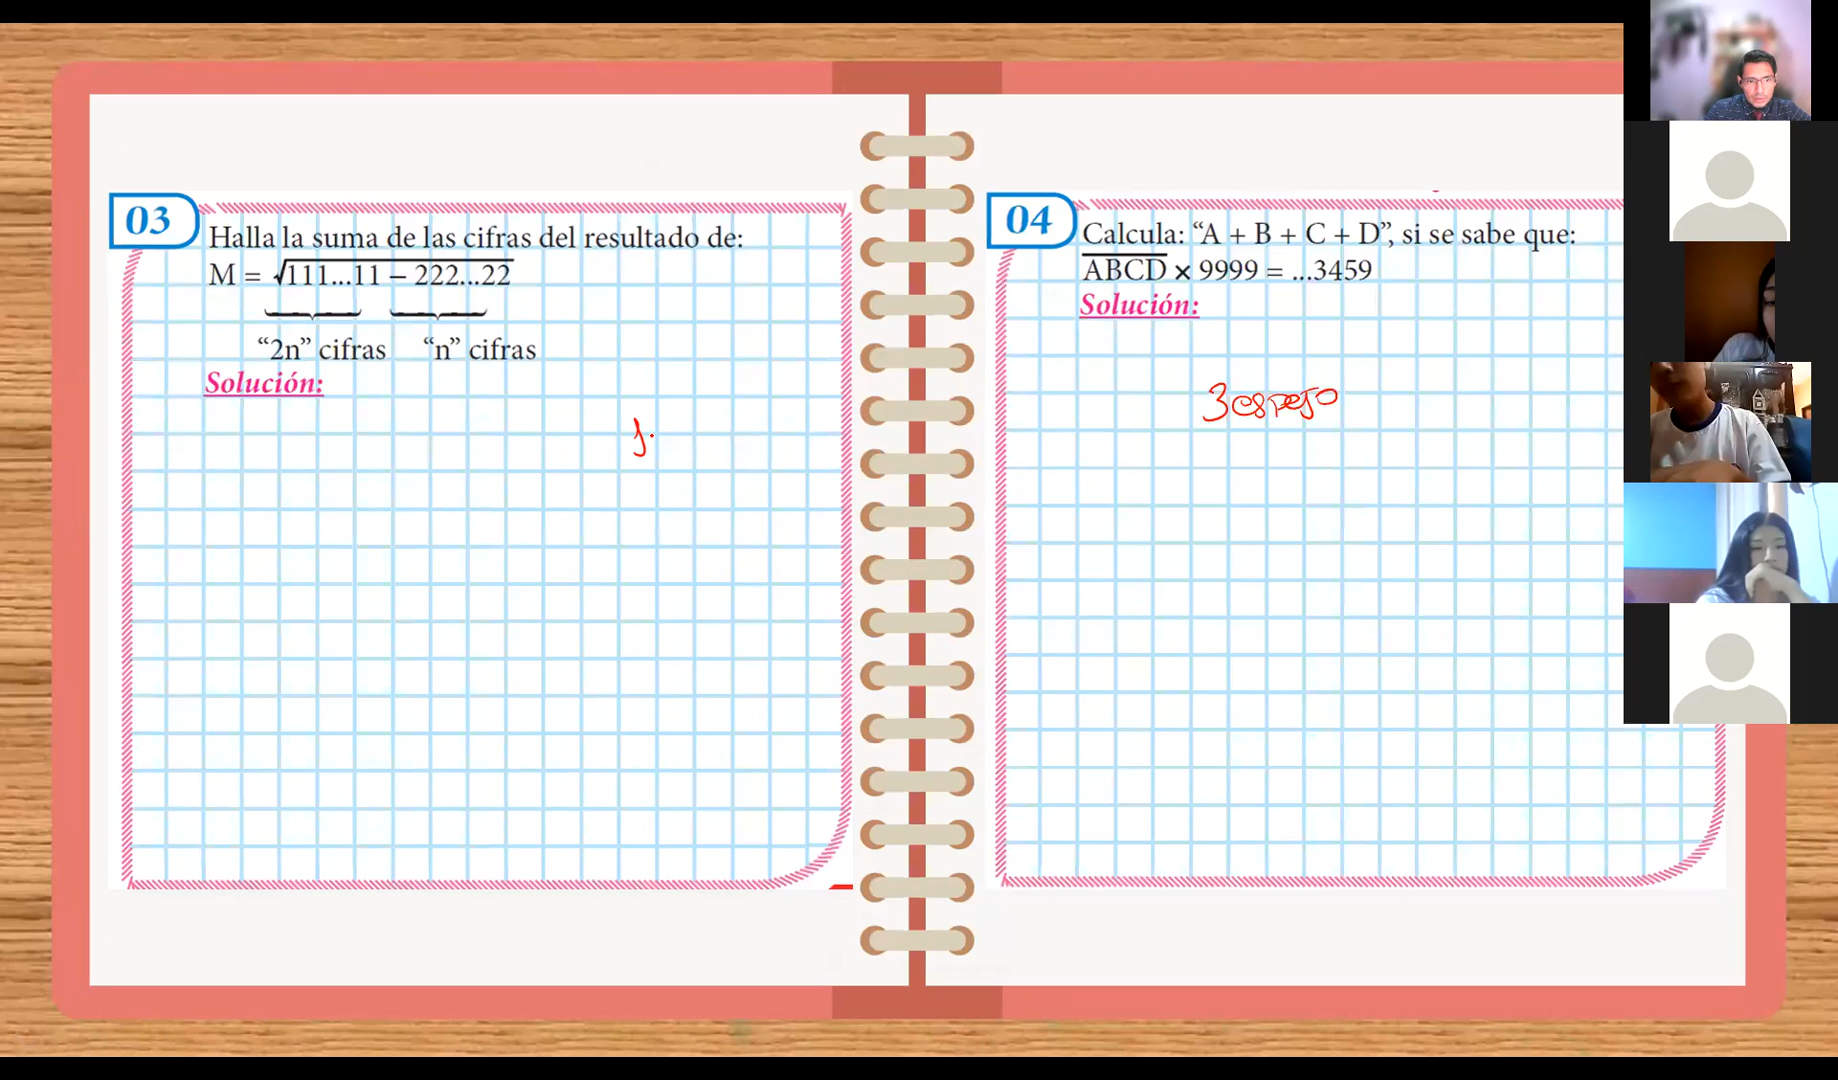 03
Halla la suma de las cifras del resultado de:
M = √111...11 – 222...22
“2n” cifras “n” cifras
Solución:
04
Calcula: “A + B + C + D”, si se sabe que:
ABCD × 9999 = ...3459
Solución: